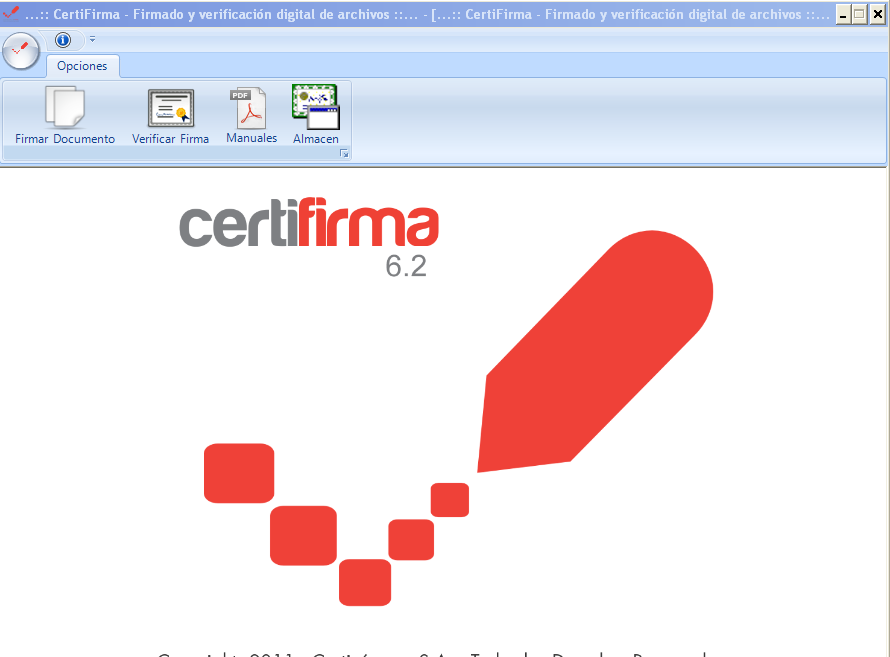 ...:: CertiFirma - Firmado y verificación digital de archivos ::... - [...:: CertiFirma - Firmado y verificación digital de archivos ::...
Opciones
Firmar Documento Verificar Firma Manuales Almacen
PDF
certifirma
6.2